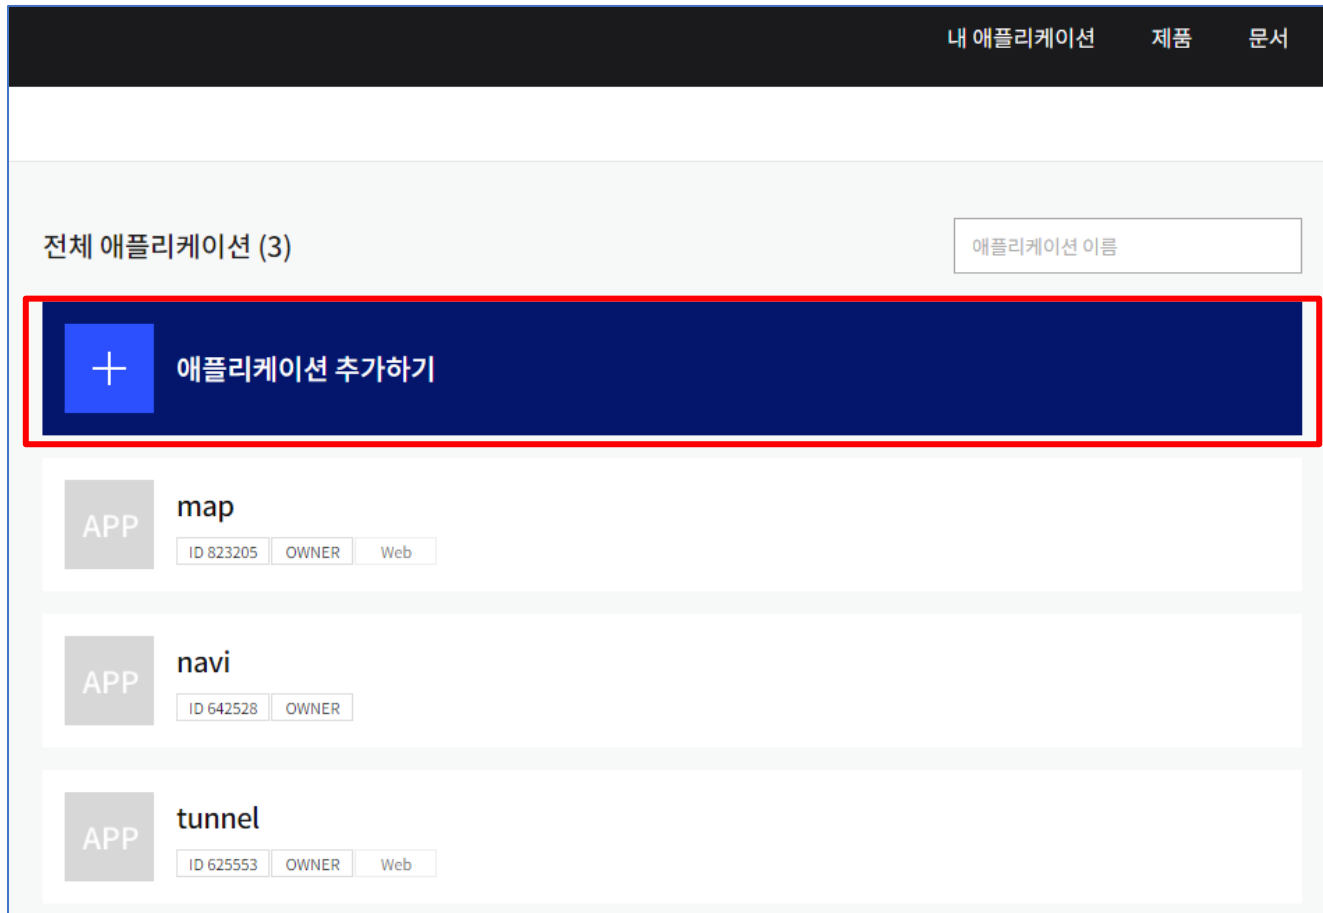 내 애플리케이션 제품 문서
전체 애플리케이션 (3)
애플리케이션 이름
애플리케이션 추가하기
APP
map
ID 823205 OWNER Web
APP
navi
ID 642528 OWNER
APP
tunnel
ID 625553 OWNER Web